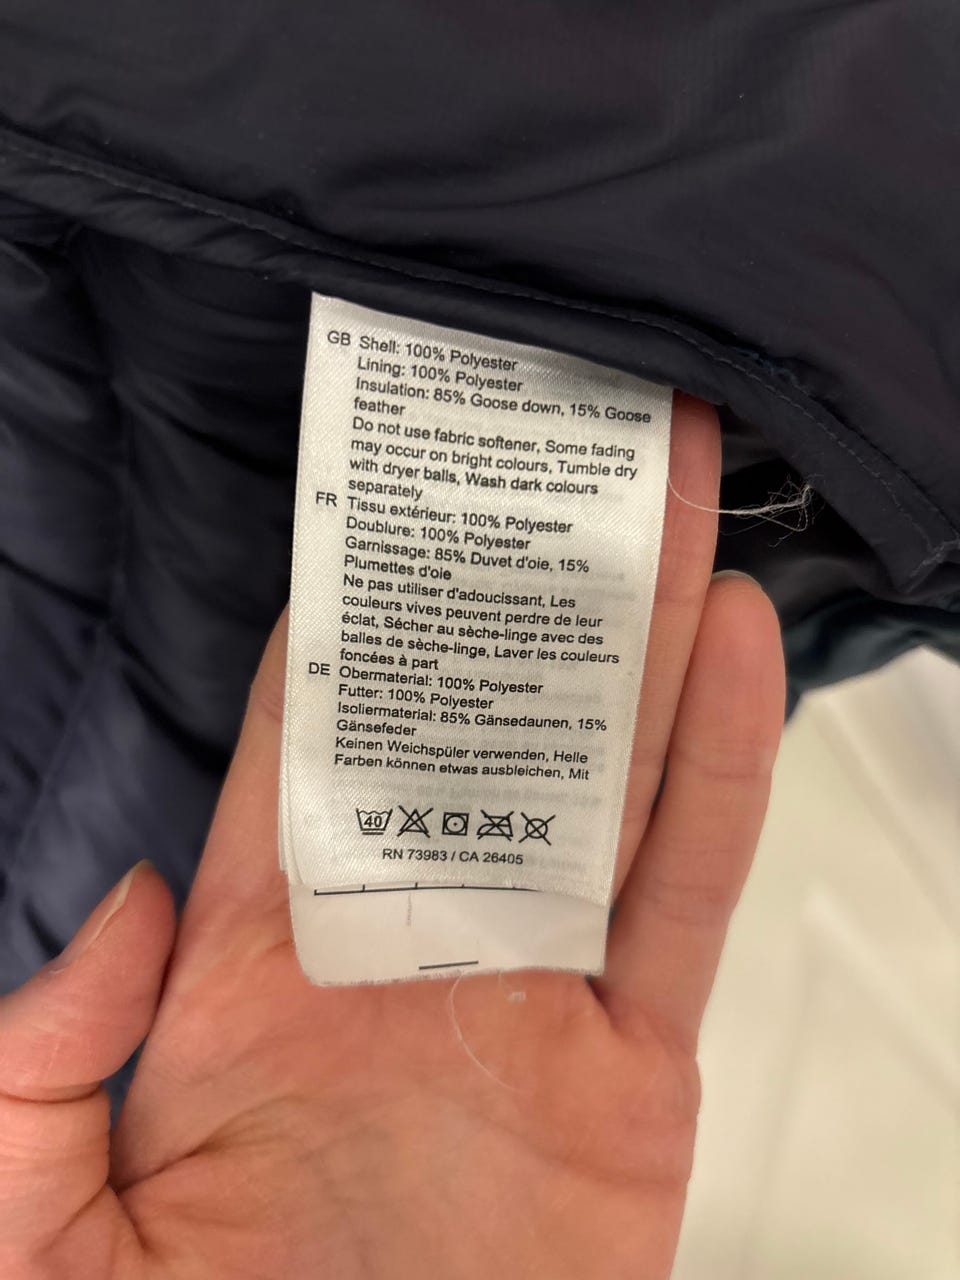 GB Shell: 100% Polyester
Lining: 100% Polyester
Insulation: 85% Goose down, 15% Goose
feather
Do not use fabric softener, Some fading
may occur on bright colours, Tumble dry
with dryer balls, Wash dark colours
separately
FR Tissu extérieur: 100% Polyester
Doublure: 100% Polyester
Garnissage: 85% Duvet d'oie, 15%
Plumettes d'oie
Ne pas utiliser d'adoucissant, Les
couleurs vives peuvent perdre de leur
éclat, Sécher au sèche-linge avec des
balles de sèche-linge, Laver les couleurs
foncées à part
DE Obermaterial: 100% Polyester
Futter: 100% Polyester
Isoliermaterial: 85% Gänsedaunen, 15%
Gänsefeder
Keinen Weichspüler verwenden, Helle
Farben können etwas ausbleichen, Mit
40
RN 73983 / CA 26405